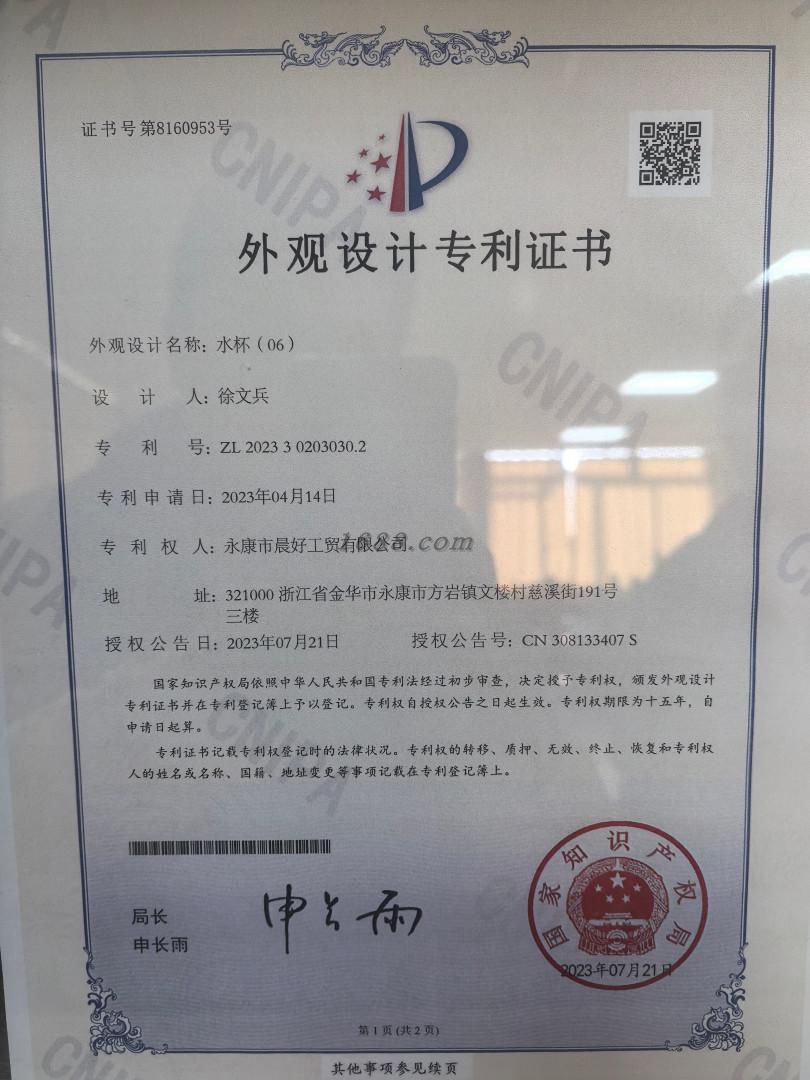 证书号第8160953号
外观设计专利证书
外观设计名称：水杯（06）
设计人：徐文兵
专利号：ZL 2023 3 0203030.2
专利申请日：2023年04月14日
专利权人：永康市晨好工贸有限公司
1688.com
地址：321000 浙江省金华市永康市方岩镇文楼村慈溪街191号
三楼
授权公告日：2023年07月21日 授权公告号：CN 308133407 S
国家知识产权局依照中华人民共和国专利法经过初步审查，决定授予专利权，颁发外观设计
专利证书并在专利登记簿上予以登记。专利权自授权公告之日起生效。专利权期限为十五年，自
申请日起算。
专利证书记载专利权登记时的法律状况。专利权的转移、质押、无效、终止、恢复和专利权
人的姓名或名称、国籍、地址变更等事项记载在专利登记簿上。
局长
申长雨
申长雨
国家知识产权局
2023年07月21日
第1页(共2页)
其他事项参见续页
CNIPA
CNIPA
CNIPA
CNIPA